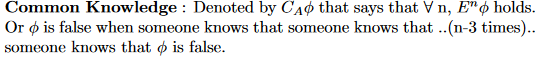 Common Knowledge : Denoted by C_Aϕ that says that ∀ n, Eⁿϕ holds.
Or ϕ is false when someone knows that someone knows that ..(n-3 times)..
someone knows that ϕ is false.